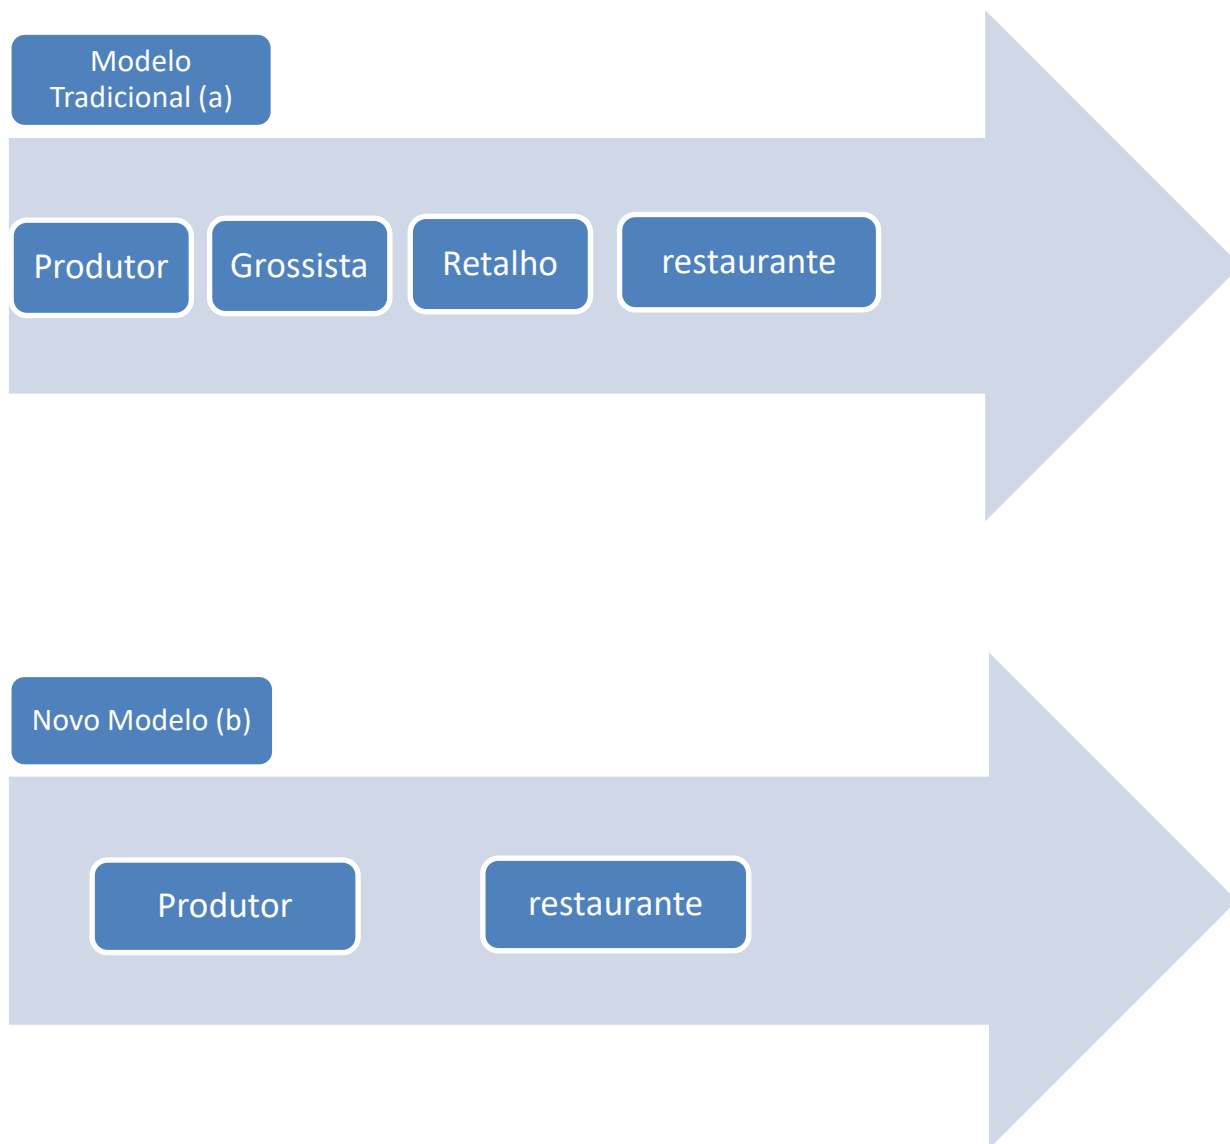 Modelo
Tradicional (a)
Produtor
Grossista
Retalho
restaurante
Novo Modelo (b)
Produtor
restaurante